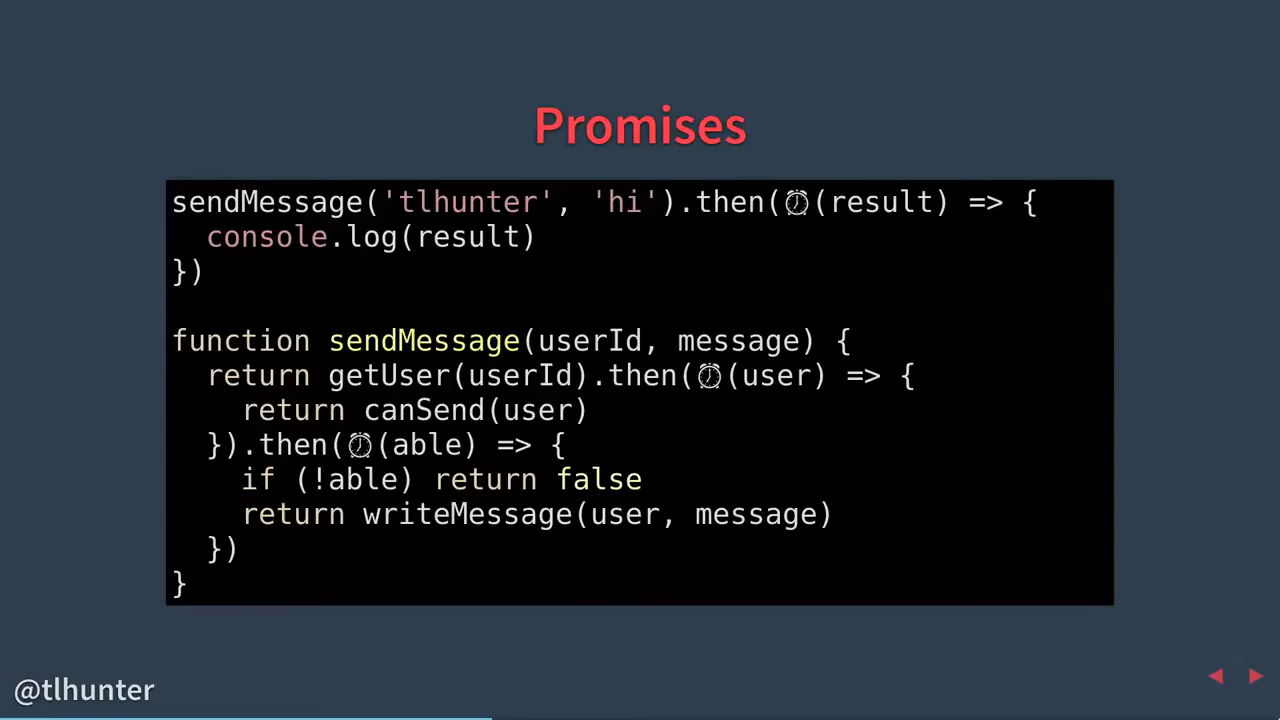 Promises
sendMessage('tlhunter', 'hi').then(⏰(result) => {
  console.log(result)
})
function sendMessage(userId, message) {
  return getUser(userId).then(⏰(user) => {
    return canSend(user)
  }).then(⏰(able) => {
    if (!able) return false
    return writeMessage(user, message)
  })
}
@tlhunter